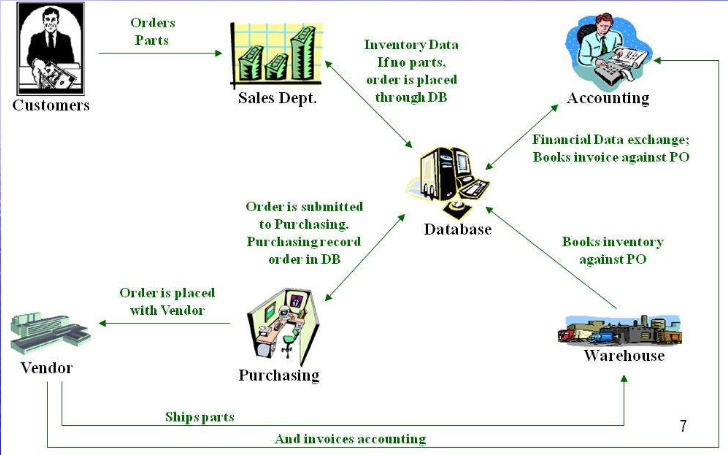 Orders
Parts
Customers
Sales Dept.
Inventory Data
If no parts,
order is placed
through DB
Accounting
Financial Data exchange;
Books invoice against PO
Database
Order is submitted
to Purchasing.
Purchasing record
order in DB
Books inventory
against PO
Order is placed
with Vendor
Vendor
Purchasing
Warehouse
Ships parts
And invoices accounting
7